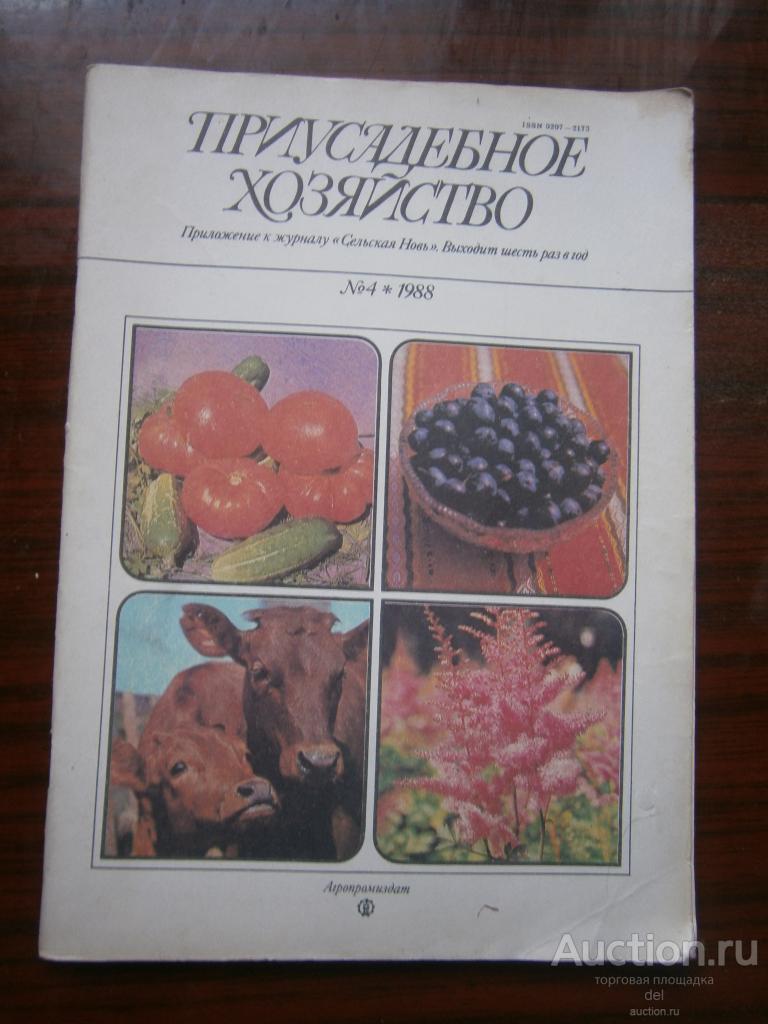 ISSN 0207—2173
ПРИУСАДЕБНОЕ
ХОЗЯЙСТВО
Приложение к журналу «Сельская Новь». Выходит шесть раз в год
№4 * 1988
Агропромиздат
Auction.ru
торговая площадка
del
auction.ru